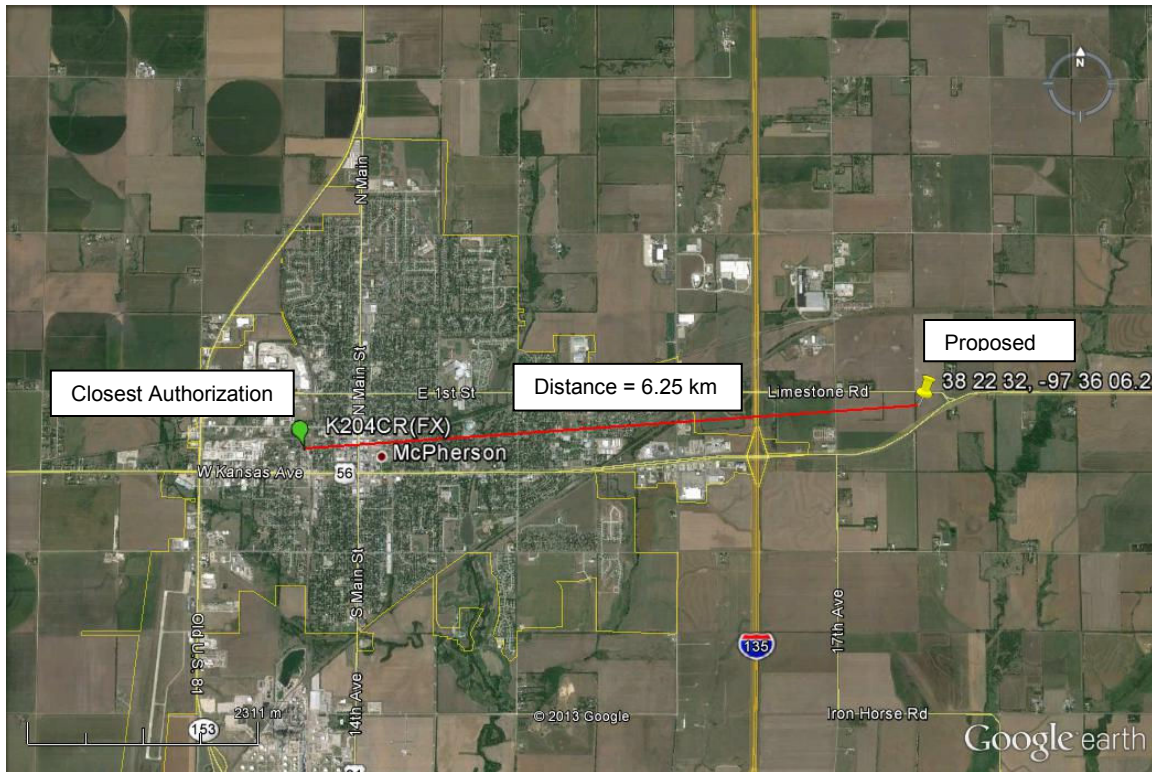 N
N Main
Proposed
38 22 32, -97 36 06.2
Closest Authorization
N Main St
E 1st St
Distance = 6.25 km
Limestone Rd
K204CR(FX)
McPherson
W Kansas Ave
56
S Main St
Old U.S. 81
17th Ave
135
14th Ave
2311 m
153
© 2013 Google
Iron Horse Rd
Google earth